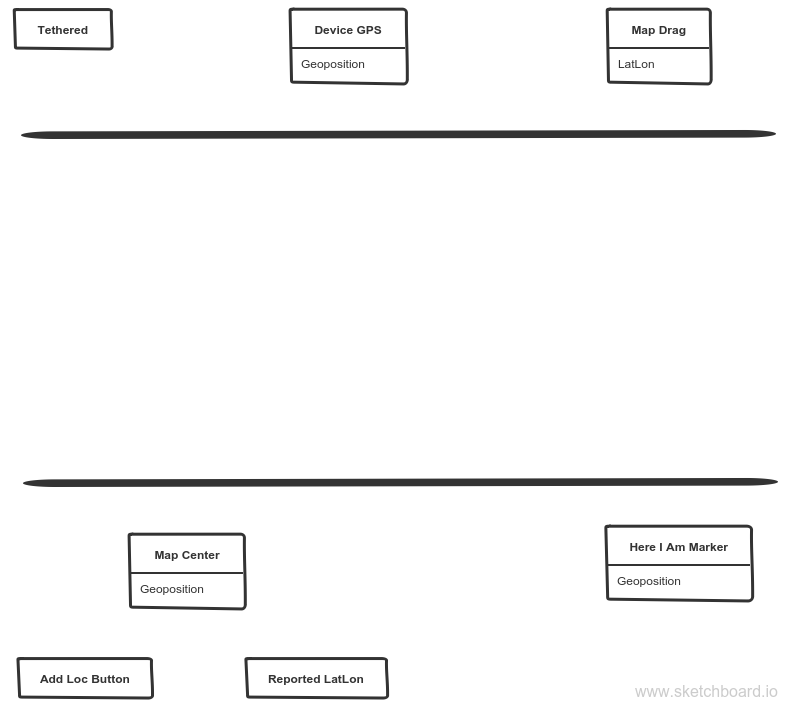 Tethered
Device GPS
Geoposition
Map Drag
LatLon
Map Center
Geoposition
Here I Am Marker
Geoposition
Add Loc Button
Reported LatLon
www.sketchboard.io